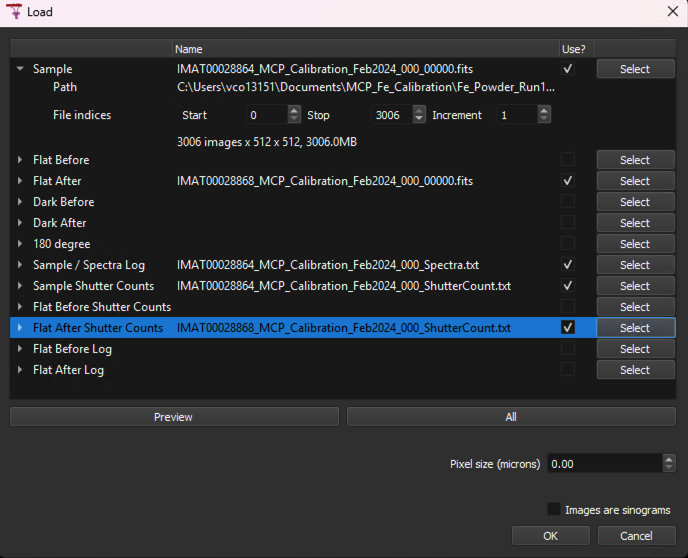 Load
Name Use?
Sample IMAT00028864_MCP_Calibration_Feb2024_000_00000.fits Select
Path C:\Users\vco13151\Documents\MCP_Fe_Calibration\Fe_Powder_Run1...
File indices Start 0 Stop 3006 Increment 1
3006 images x 512 x 512, 3006.0MB
Flat Before Select
Flat After IMAT00028868_MCP_Calibration_Feb2024_000_00000.fits Select
Dark Before Select
Dark After Select
180 degree Select
Sample / Spectra Log IMAT00028864_MCP_Calibration_Feb2024_000_Spectra.txt Select
Sample Shutter Counts IMAT00028864_MCP_Calibration_Feb2024_000_ShutterCount.txt Select
Flat Before Shutter Counts Select
Flat After Shutter Counts IMAT00028868_MCP_Calibration_Feb2024_000_ShutterCount.txt Select
Flat Before Log Select
Flat After Log Select
Preview All
Pixel size (microns) 0.00
Images are sinograms
OK Cancel